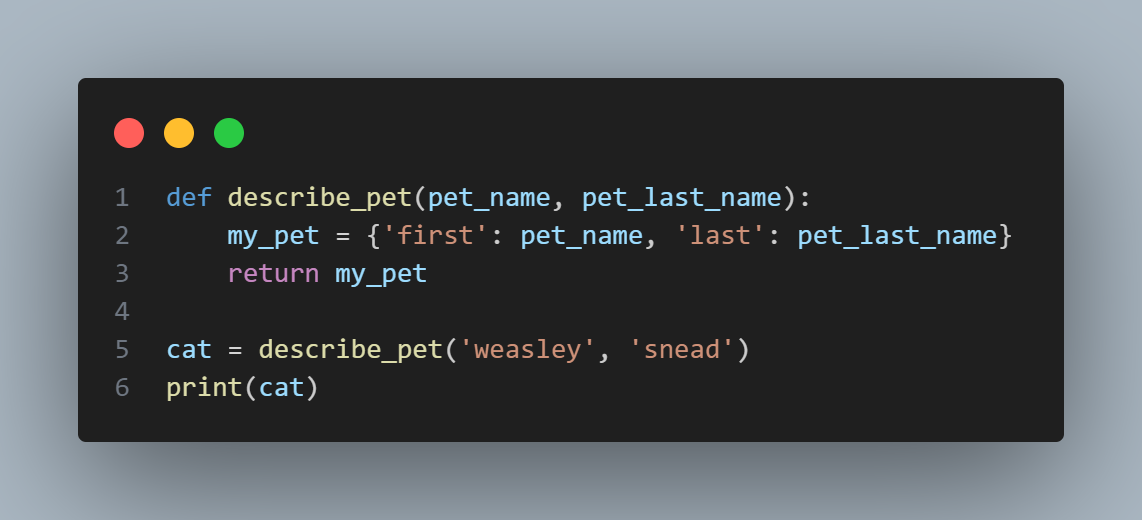 1 def describe_pet(pet_name, pet_last_name):
2     my_pet = {'first': pet_name, 'last': pet_last_name}
3     return my_pet
4
5 cat = describe_pet('weasley', 'snead')
6 print(cat)